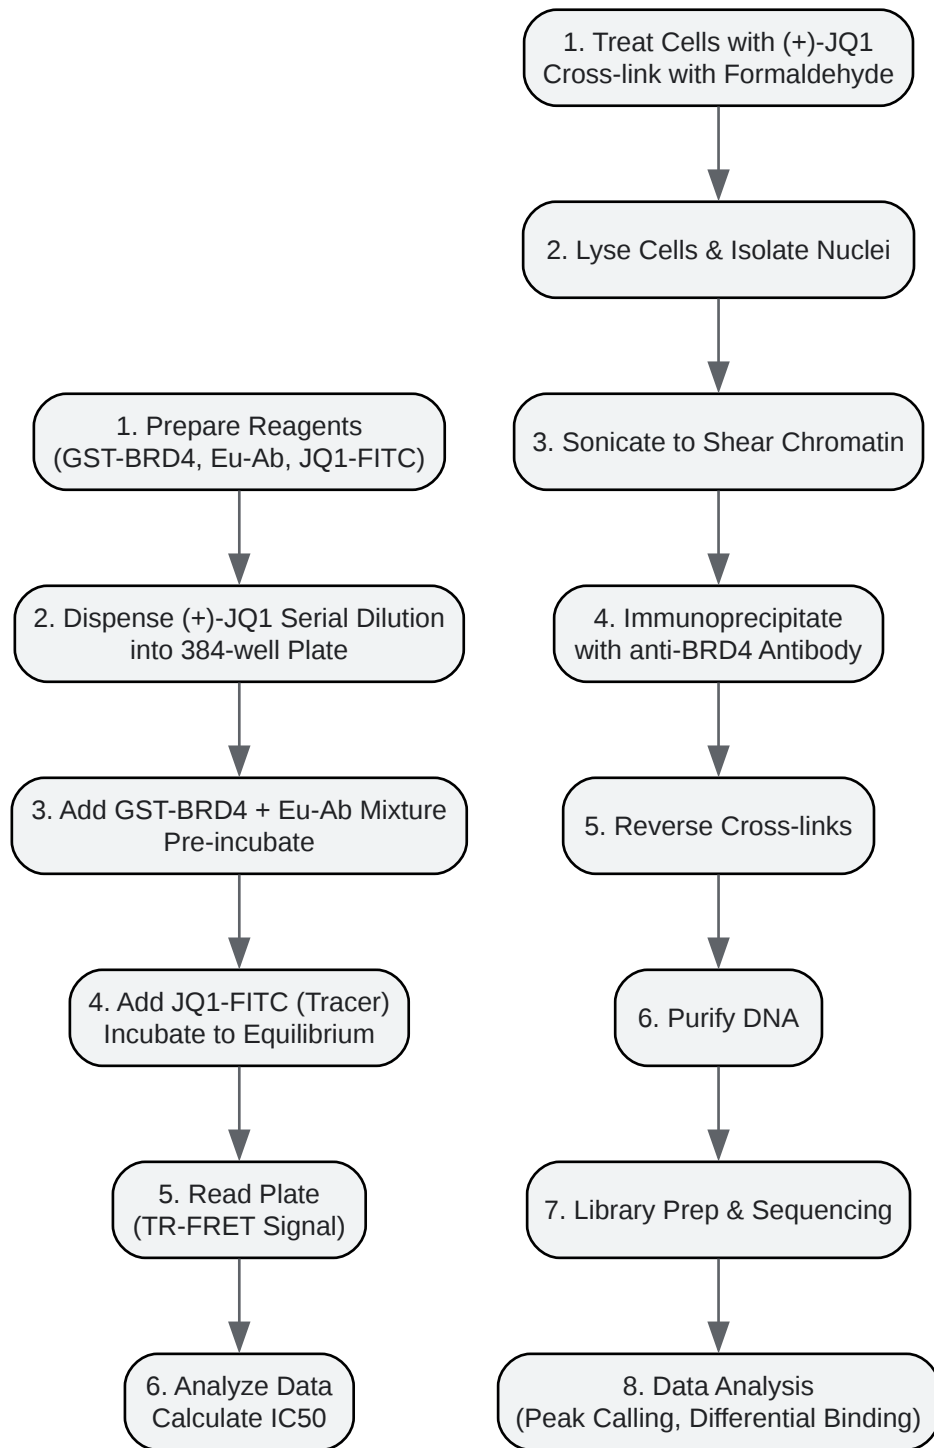 1. Prepare Reagents
(GST-BRD4, Eu-Ab, JQ1-FITC)
2. Dispense (+)-JQ1 Serial Dilution
into 384-well Plate
3. Add GST-BRD4 + Eu-Ab Mixture
Pre-incubate
4. Add JQ1-FITC (Tracer)
Incubate to Equilibrium
5. Read Plate
(TR-FRET Signal)
6. Analyze Data
Calculate IC50
1. Treat Cells with (+)-JQ1
Cross-link with Formaldehyde
2. Lyse Cells & Isolate Nuclei
3. Sonicate to Shear Chromatin
4. Immunoprecipitate
with anti-BRD4 Antibody
5. Reverse Cross-links
6. Purify DNA
7. Library Prep & Sequencing
8. Data Analysis
(Peak Calling, Differential Binding)